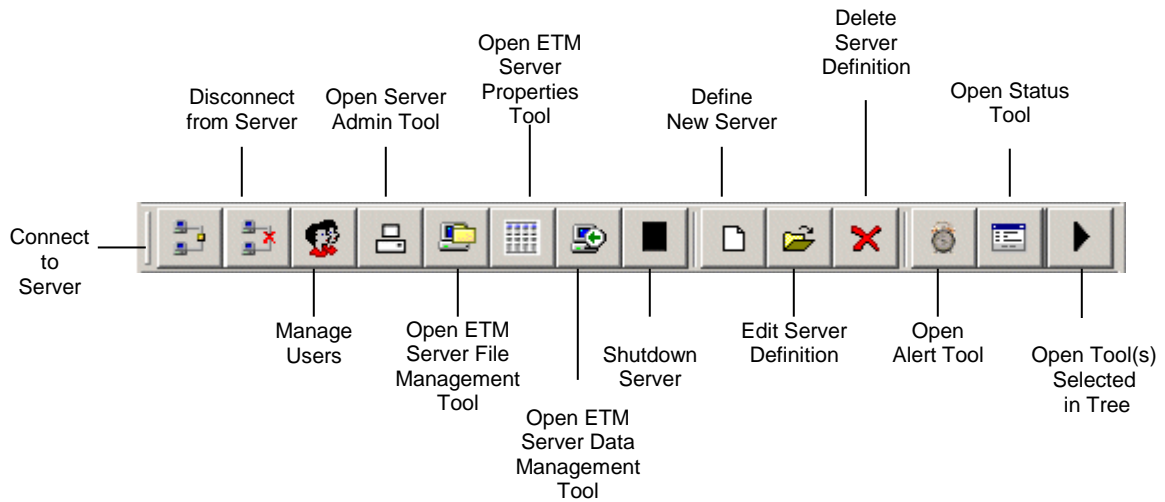 Delete
Server
Definition
Open ETM
Server
Properties
Tool
Disconnect
from Server
Open Server
Admin Tool
Define
New Server
Open Status
Tool
Connect
to
Server
Manage
Users
Open ETM
Server File
Management
Tool
Shutdown
Server
Edit Server
Definition
Open
Alert Tool
Open Tool(s)
Selected
in Tree
Open ETM
Server Data
Management
Tool